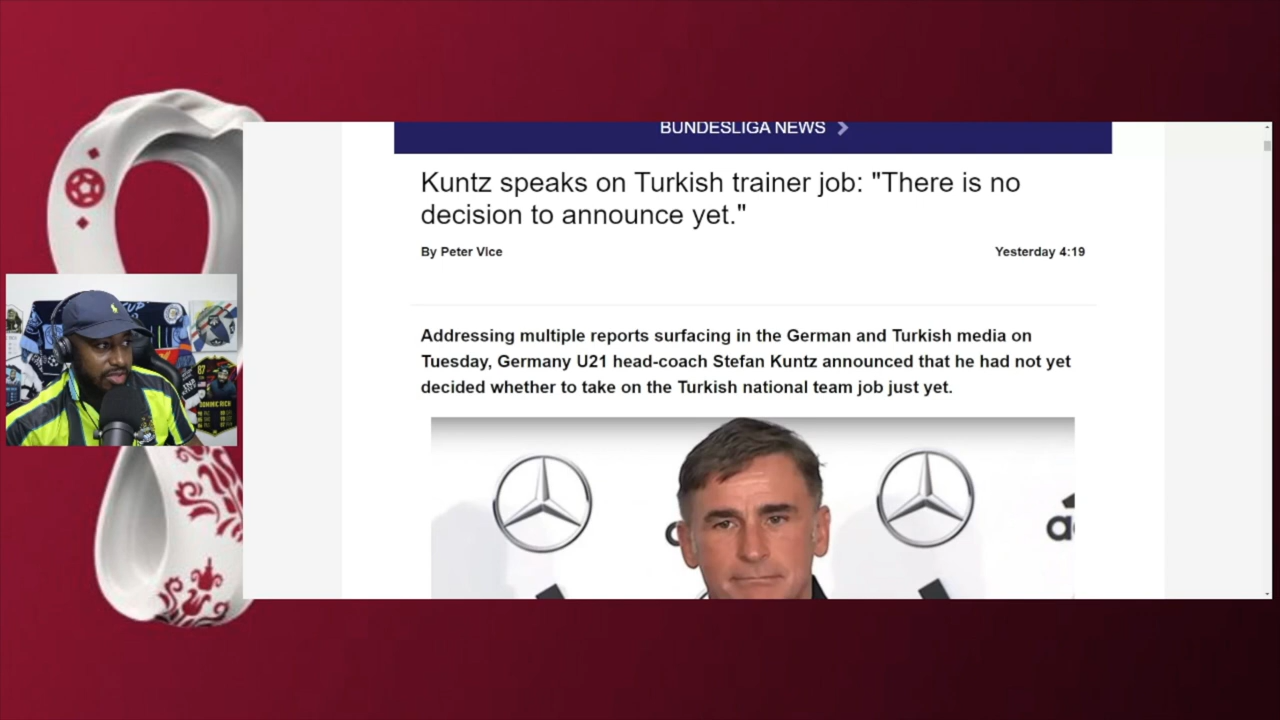 BUNDESLIGA NEWS
Kuntz speaks on Turkish trainer job: "There is no
decision to announce yet."
By Peter Vice
Yesterday 4:19
Addressing multiple reports surfacing in the German and Turkish media on
Tuesday, Germany U21 head-coach Stefan Kuntz announced that he had not yet
decided whether to take on the Turkish national team job just yet.
87
DOMINIC RICH